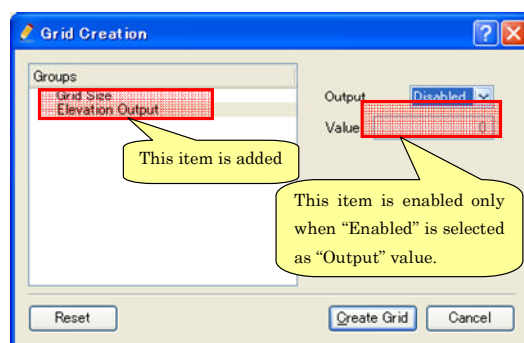 Grid Creation
Groups
Grid Size
Elevation Output
Output
Disabled
Value
0
This item is added
This item is enabled only
when “Enabled” is selected
as “Output” value.
Reset
Create Grid
Cancel